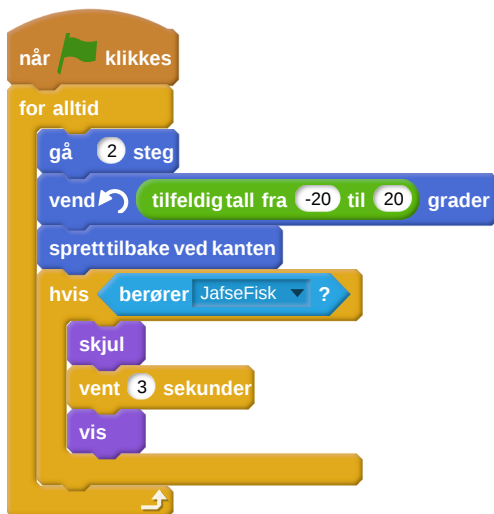 når klikkes
for alltid
gå 2 steg
vend tilfeldig tall fra -20 til 20 grader
sprett tilbake ved kanten
hvis berører JafseFisk ?
skjul
vent 3 sekunder
vis